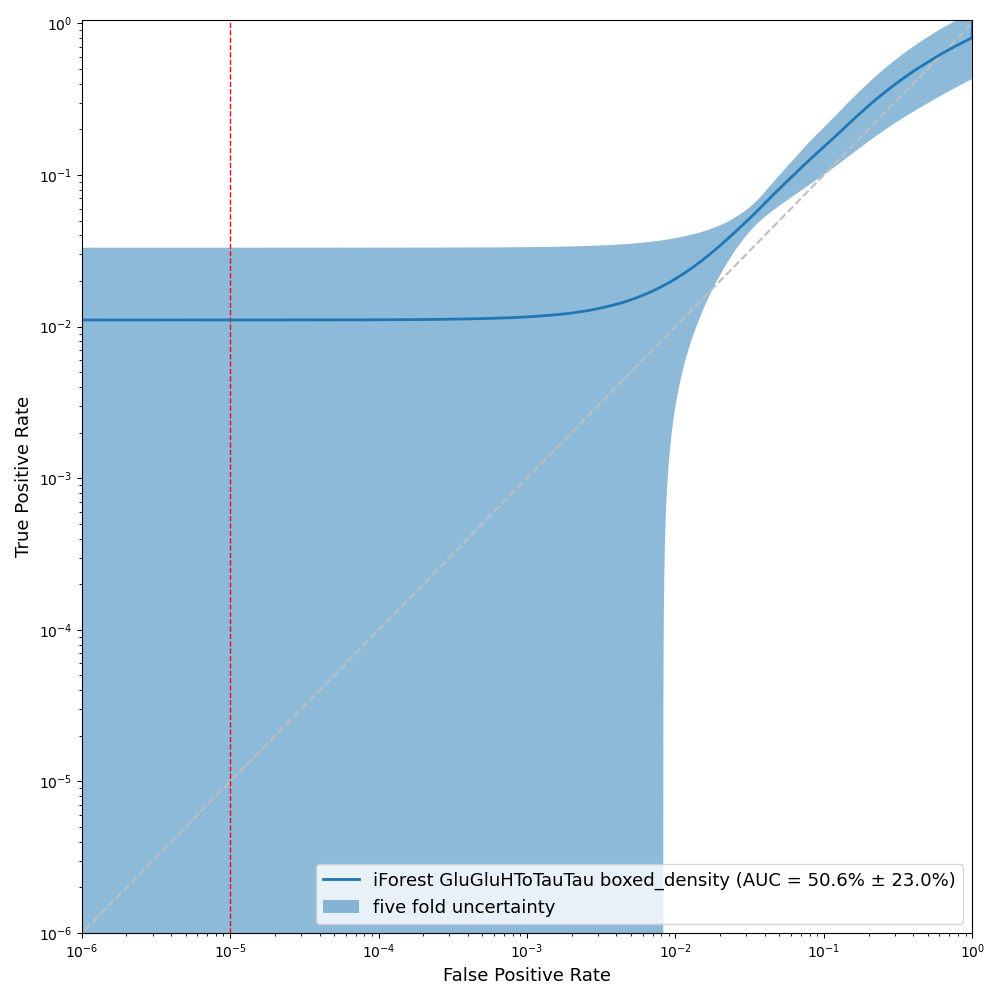 10⁰
10⁻¹
10⁻²
10⁻³
10⁻⁴
10⁻⁵
10⁻⁶
True Positive Rate
iForest GluGluHToTauTau boxed_density (AUC = 50.6% ± 23.0%)
five fold uncertainty
10⁻⁶ 10⁻⁵ 10⁻⁴ 10⁻³ 10⁻² 10⁻¹ 10⁰
False Positive Rate